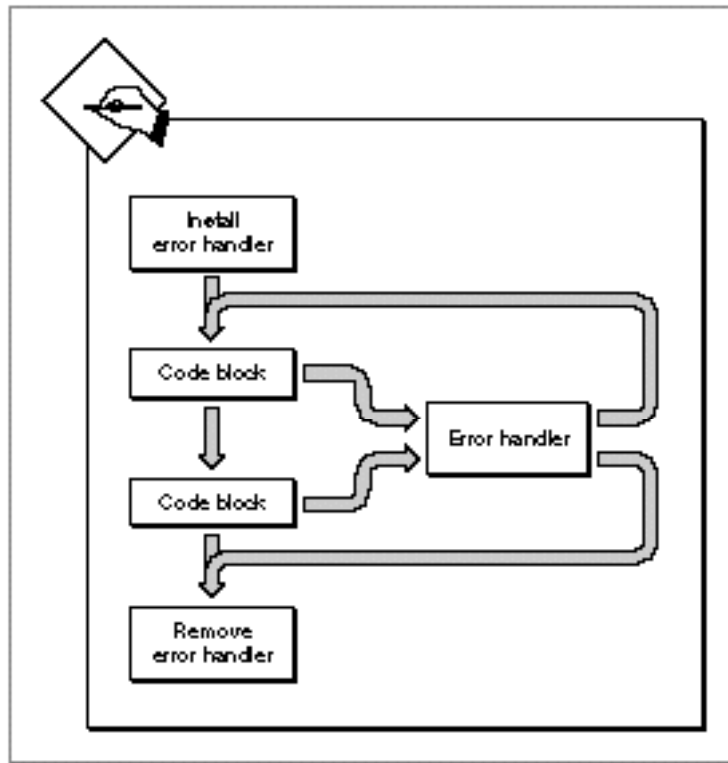 Install
error handler
Code block
Error handler
Code block
Remove
error handler